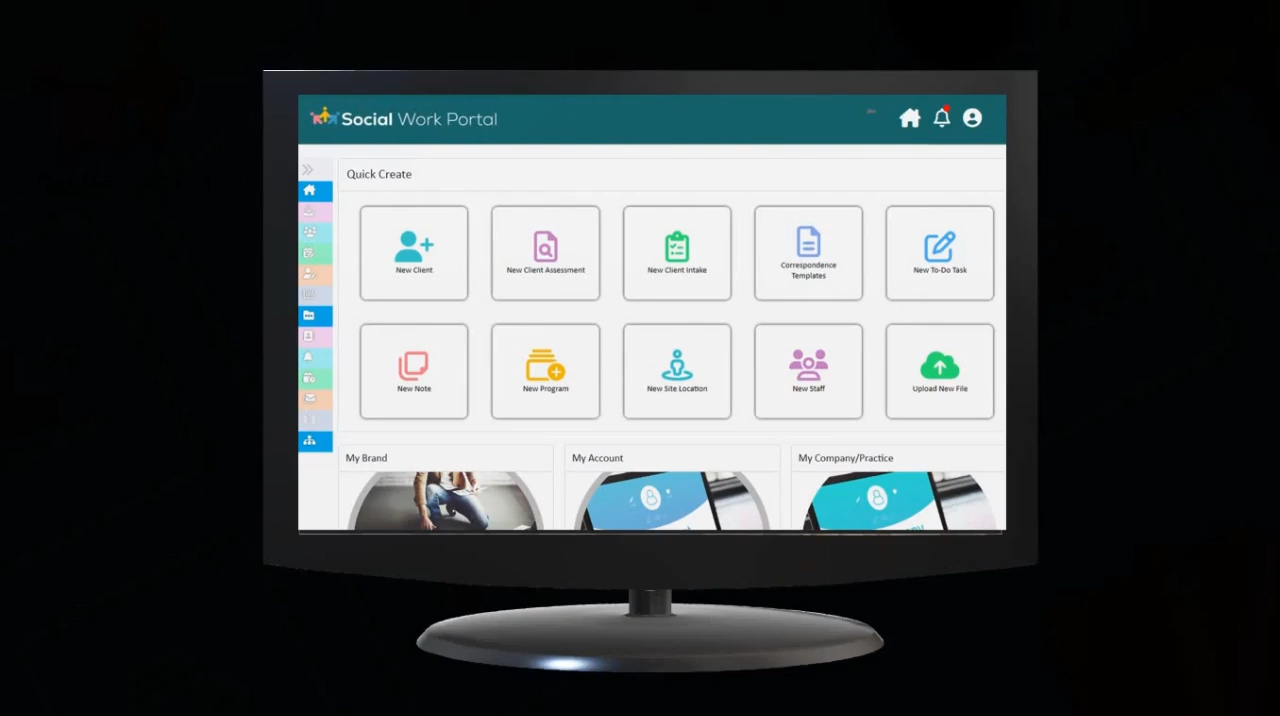 Social Work Portal
Quick Create
New Client
New Client Assessment
New Client Intake
Correspondence
Templates
New To-Do Task
New Note
New Program
New Site Location
New Staff
Upload New File
My Brand
My Account
My Company/Practice